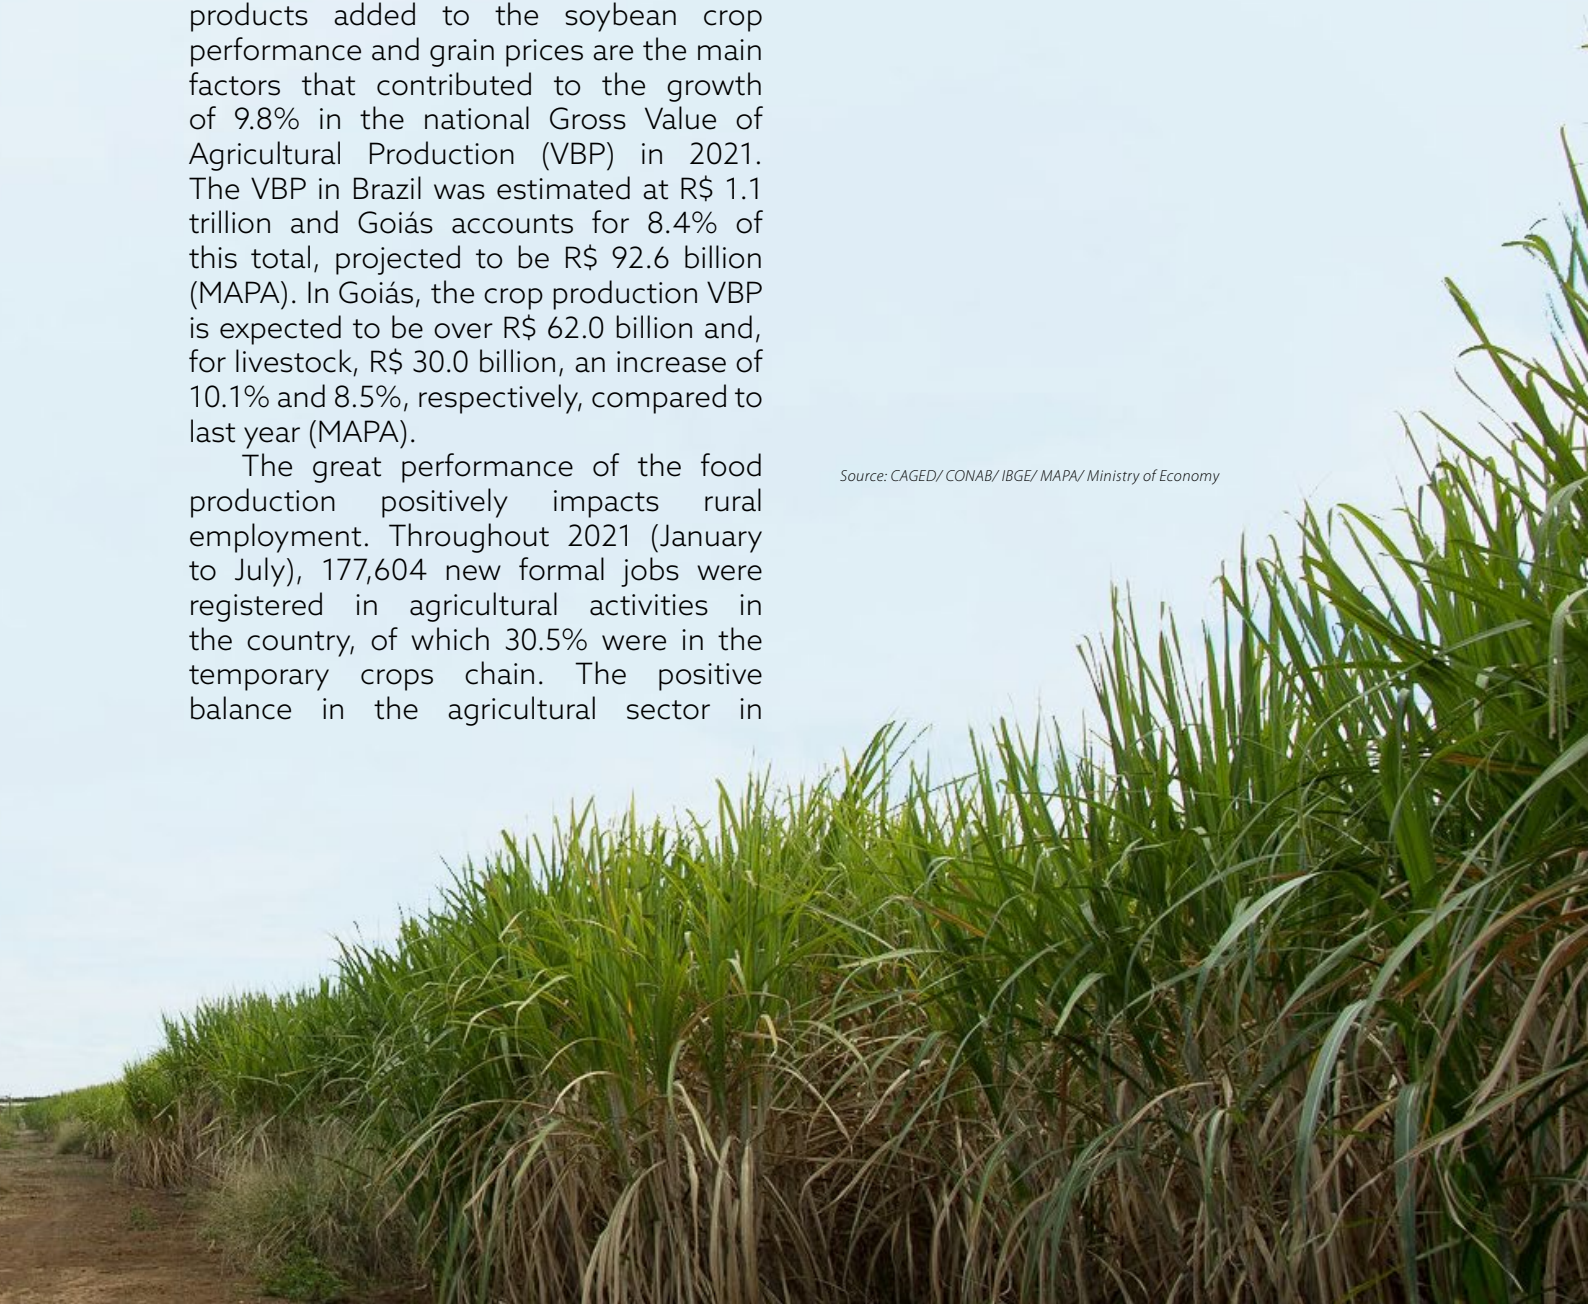 products added to the soybean crop
performance and grain prices are the main
factors that contributed to the growth
of 9.8% in the national Gross Value of
Agricultural Production (VBP) in 2021.
The VBP in Brazil was estimated at R$ 1.1
trillion and Goiás accounts for 8.4% of
this total, projected to be R$ 92.6 billion
(MAPA). In Goiás, the crop production VBP
is expected to be over R$ 62.0 billion and,
for livestock, R$ 30.0 billion, an increase of
10.1% and 8.5%, respectively, compared to
last year (MAPA).
The great performance of the food
production positively impacts rural
employment. Throughout 2021 (January
to July), 177,604 new formal jobs were
registered in agricultural activities in
the country, of which 30.5% were in the
temporary crops chain. The positive
balance in the agricultural sector in
Source: CAGED/ CONAB/ IBGE/ MAPA/ Ministry of Economy